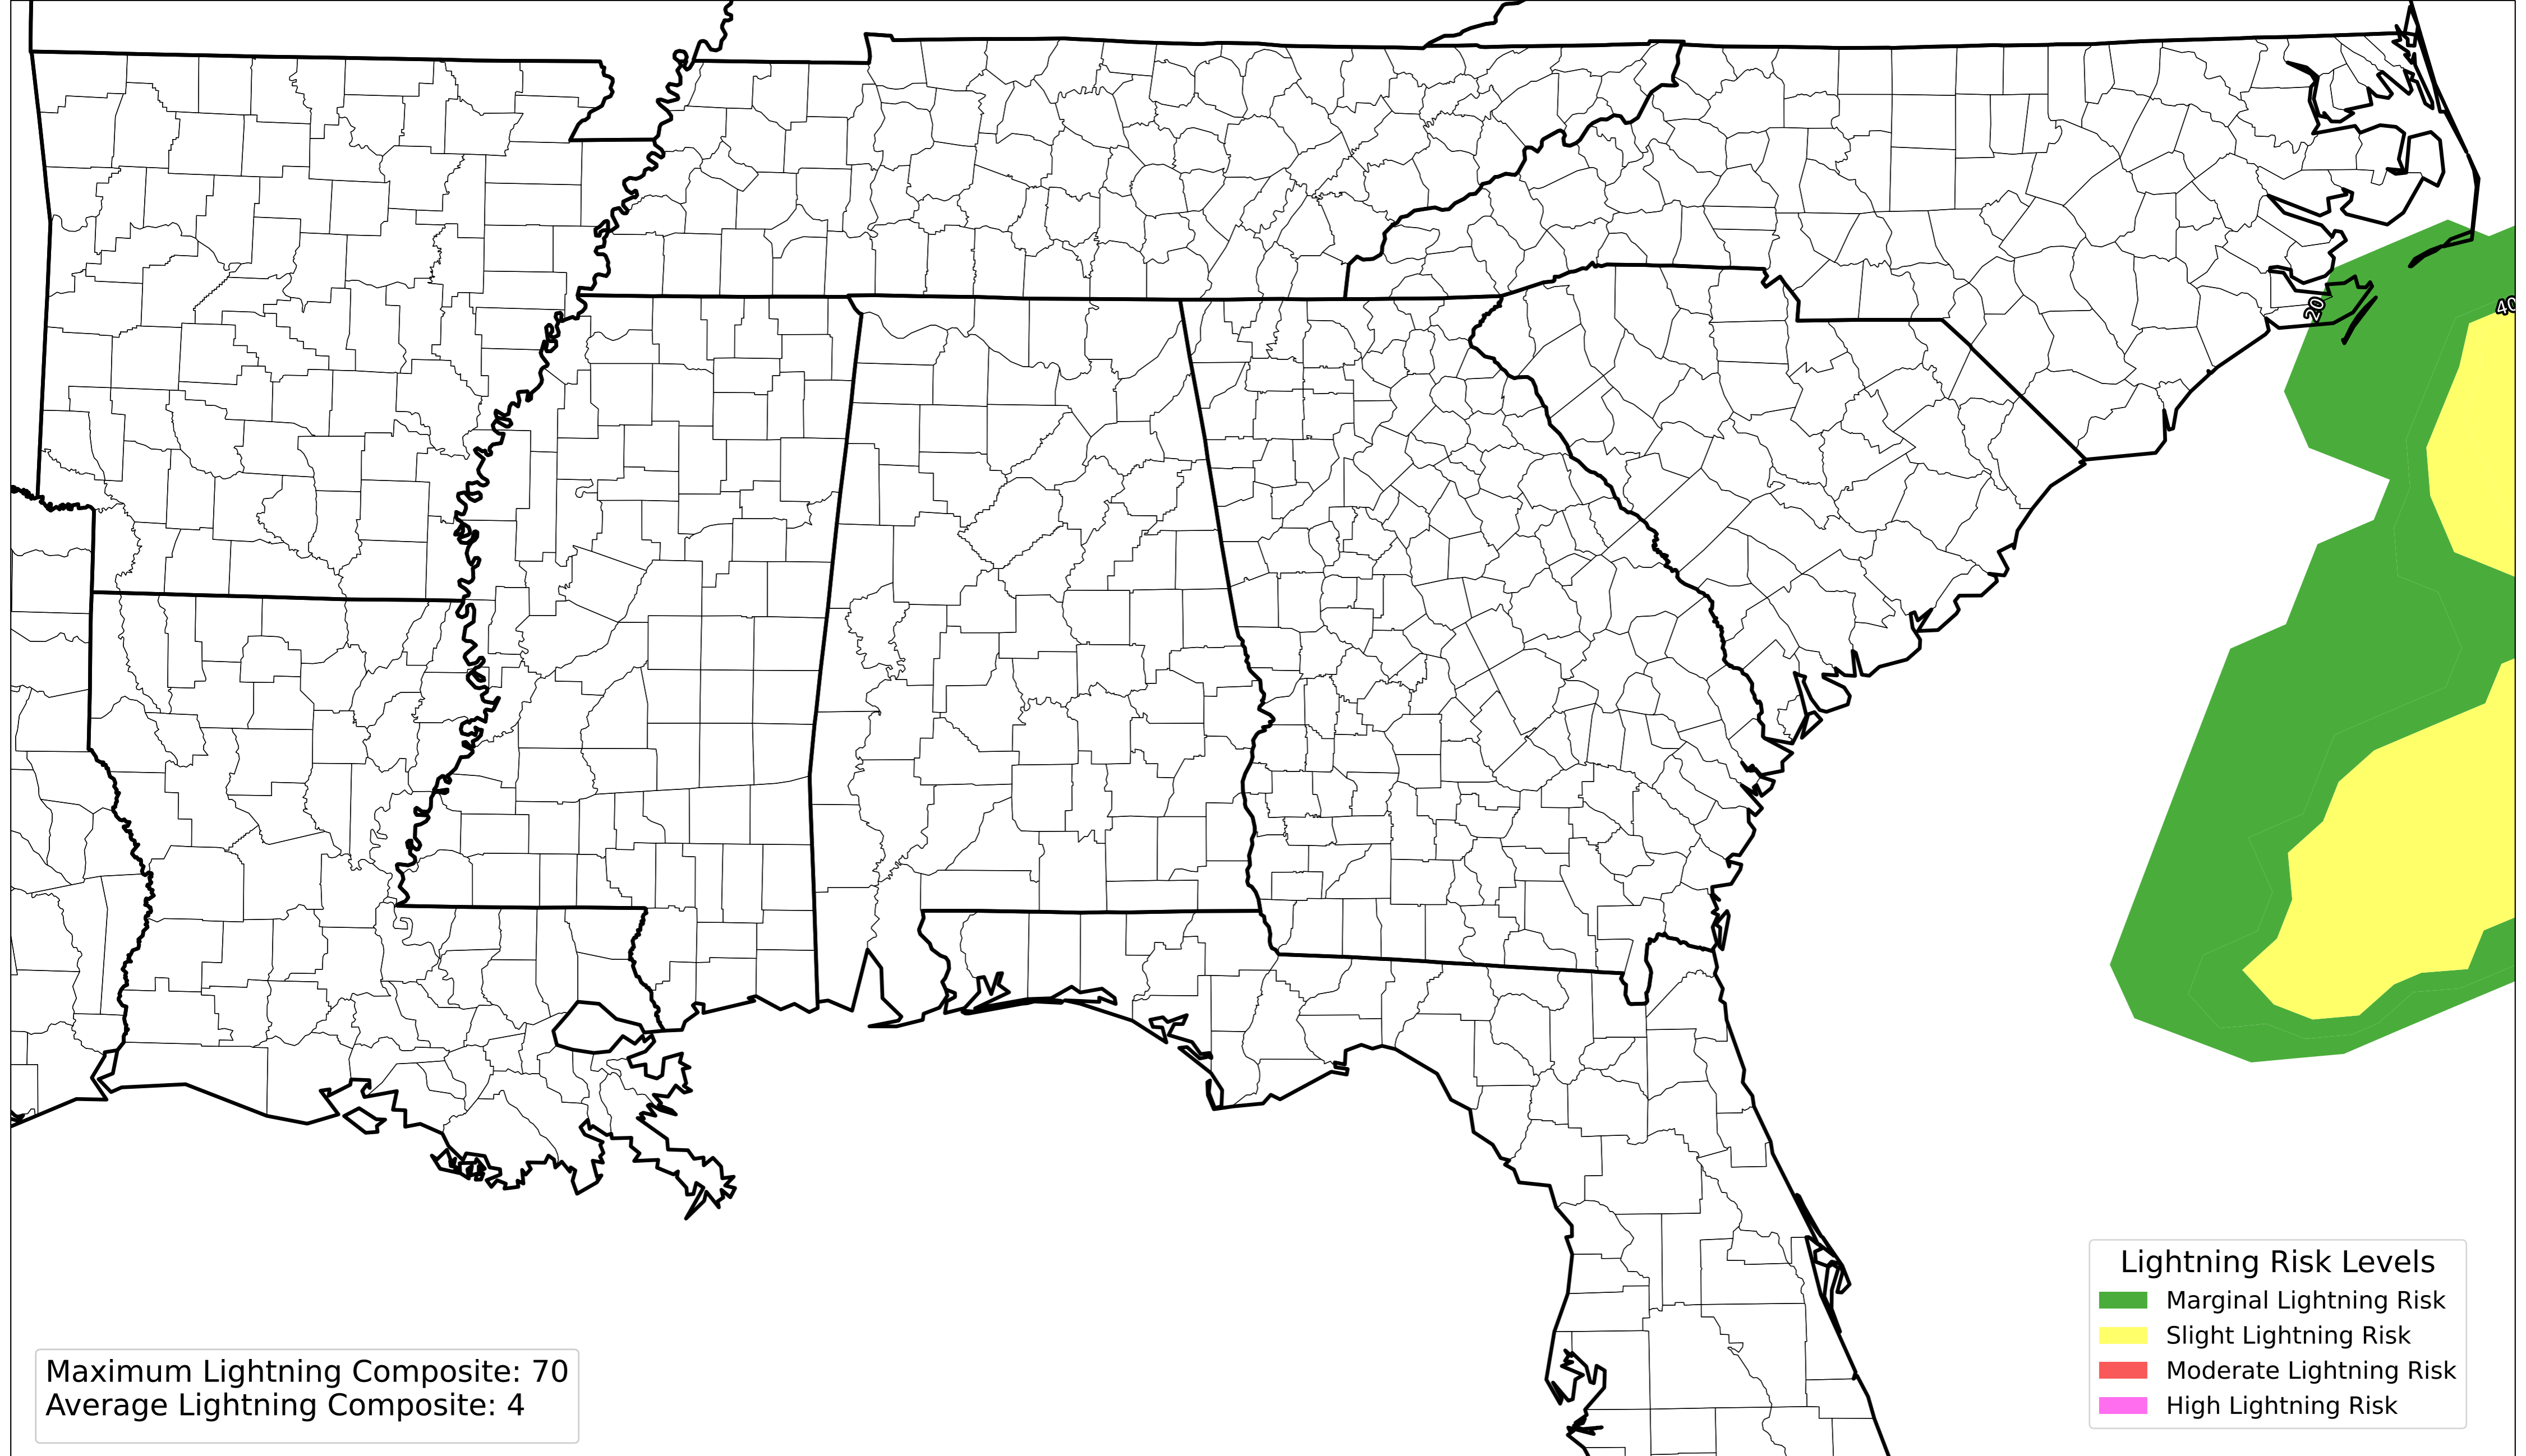 20
40
Lightning Risk Levels
Marginal Lightning Risk
Slight Lightning Risk
Moderate Lightning Risk
High Lightning Risk
Maximum Lightning Composite: 70
Average Lightning Composite: 4